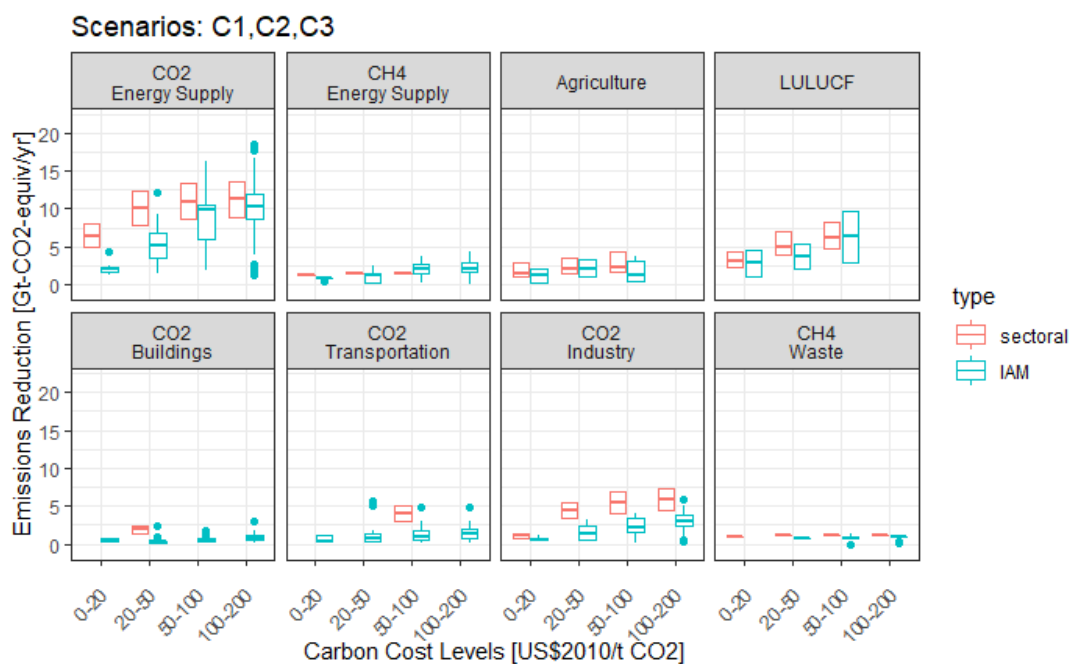 Scenarios: C1,C2,C3
CO2
Energy Supply
CH4
Energy Supply
Agriculture
LULUCF
20
15
10
5
0
CO2
Buildings
CO2
Transportation
CO2
Industry
CH4
Waste
20
15
10
5
0
Emissions Reduction [Gt-CO2-equiv/yr]
0-20
20-50
50-100
100-200
0-20
20-50
50-100
100-200
0-20
20-50
50-100
100-200
0-20
20-50
50-100
100-200
Carbon Cost Levels [US$2010/t CO2]
type
sectoral
IAM